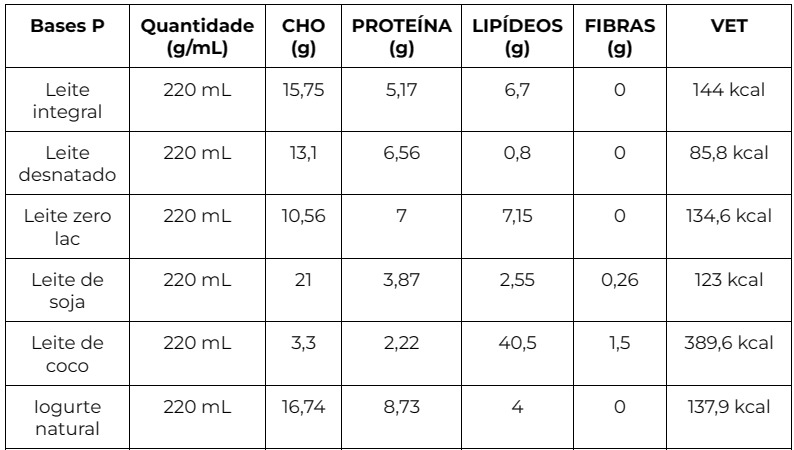 Bases P Quantidade (g/mL) CHO (g) PROTEÍNA (g) LIPÍDEOS (g) FIBRAS (g) VET
Leite integral 220 mL 15,75 5,17 6,7 0 144 kcal
Leite desnatado 220 mL 13,1 6,56 0,8 0 85,8 kcal
Leite zero lac 220 mL 10,56 7 7,15 0 134,6 kcal
Leite de soja 220 mL 21 3,87 2,55 0,26 123 kcal
Leite de coco 220 mL 3,3 2,22 40,5 1,5 389,6 kcal
Iogurte natural 220 mL 16,74 8,73 4 0 137,9 kcal